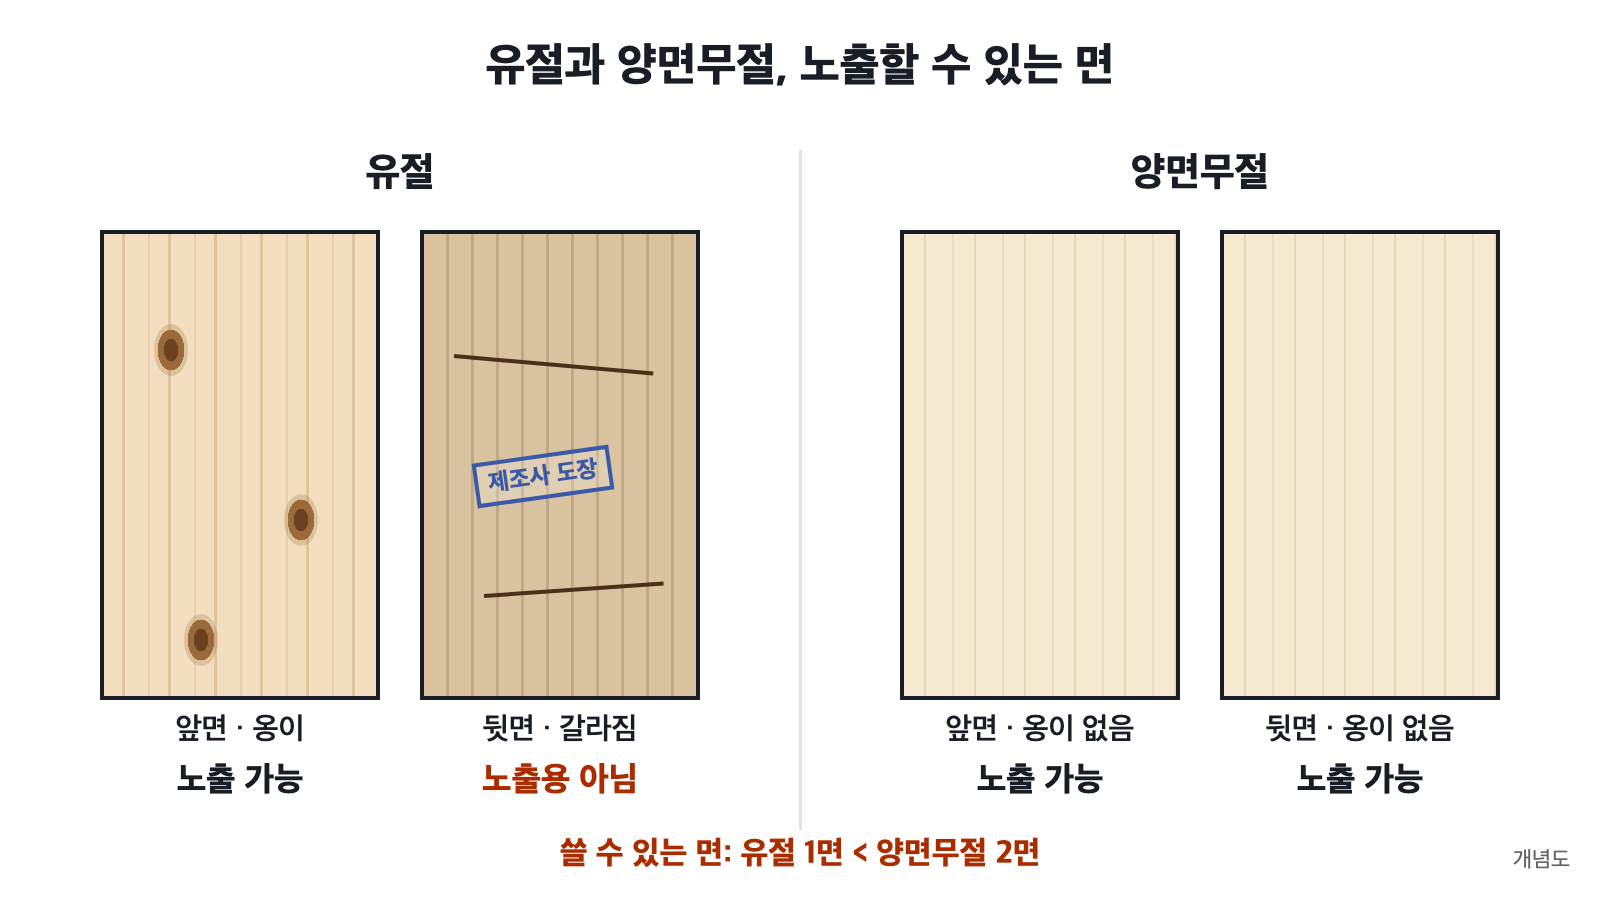 유절과 양면무절, 노출할 수 있는 면
유절
양면무절
제조사 도장
앞면 · 옹이
뒷면 · 갈라짐
앞면 · 옹이 없음
뒷면 · 옹이 없음
노출 가능
노출용 아님
노출 가능
노출 가능
쓸 수 있는 면: 유절 1면 < 양면무절 2면
개념도